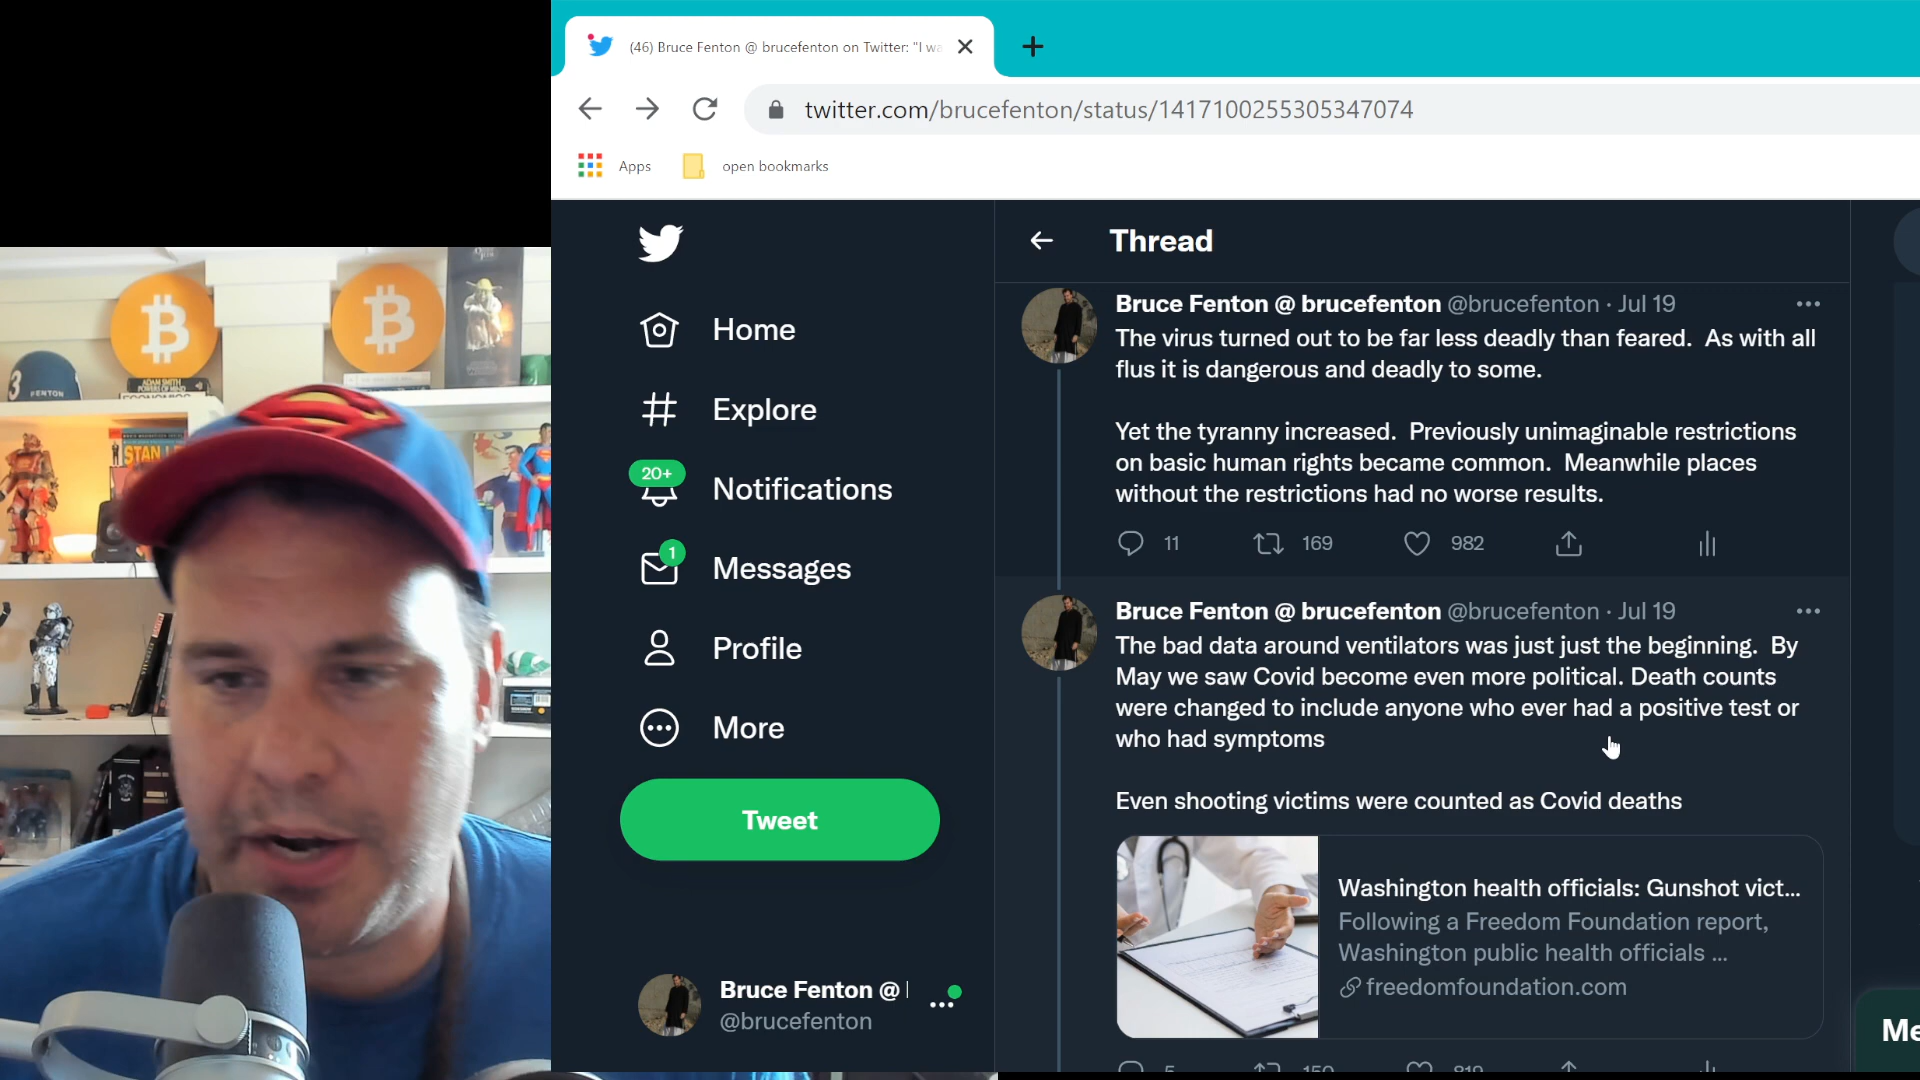 (46) Bruce Fenton @ brucefenton on Twitter: "I wa
twitter.com/brucefenton/status/1417100255305347074
Apps
open bookmarks
Thread
Home
Explore
20+
Notifications
1
Messages
Profile
More
Tweet
Bruce Fenton @
@brucefenton
Bruce Fenton @ brucefenton @brucefenton · Jul 19
The virus turned out to be far less deadly than feared. As with all
flus it is dangerous and deadly to some.
Yet the tyranny increased. Previously unimaginable restrictions
on basic human rights became common. Meanwhile places
without the restrictions had no worse results.
11 169 982
Bruce Fenton @ brucefenton @brucefenton · Jul 19
The bad data around ventilators was just just the beginning. By
May we saw Covid become even more political. Death counts
were changed to include anyone who ever had a positive test or
who had symptoms
Even shooting victims were counted as Covid deaths
Washington health officials: Gunshot vict...
Following a Freedom Foundation report,
Washington public health officials ...
freedomfoundation.com
5 150 819
Me
3 FENTON
ADAM SMITH
ECONOMICS
STAN